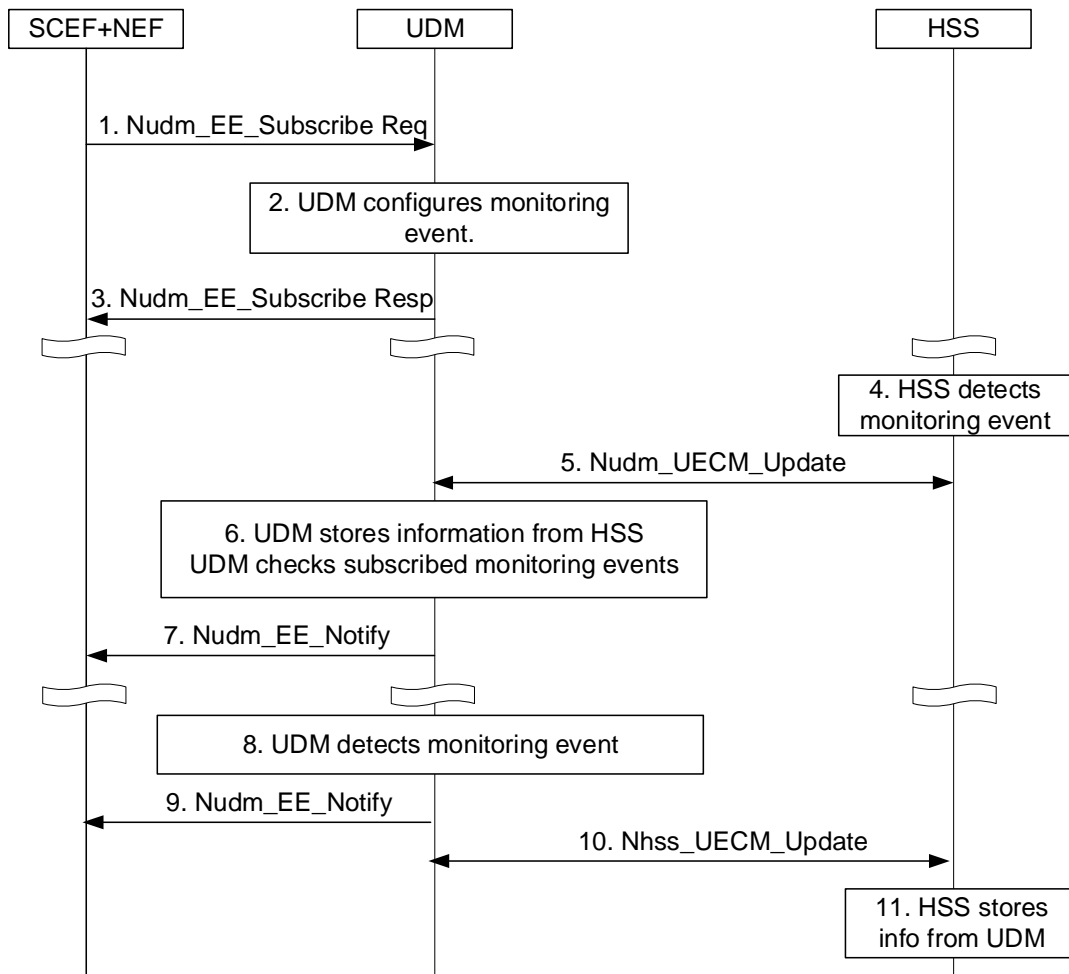 SCEF+NEF
UDM
HSS
1. Nudm_EE_Subscribe Req
2. UDM configures monitoring
event.
3. Nudm_EE_Subscribe Resp
4. HSS detects
monitoring event
5. Nudm_UECM_Update
6. UDM stores information from HSS
UDM checks subscribed monitoring events
7. Nudm_EE_Notify
8. UDM detects monitoring event
9. Nudm_EE_Notify
10. Nhss_UECM_Update
11. HSS stores
info from UDM